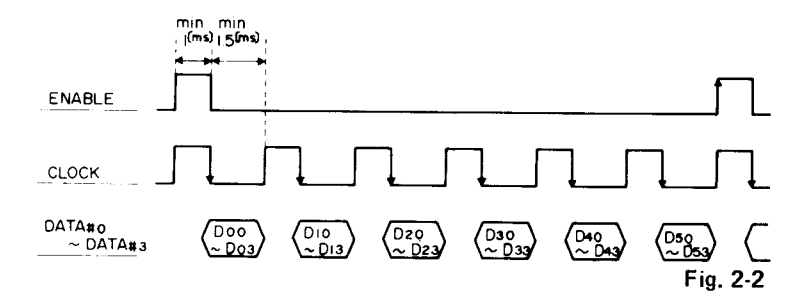 min min
1(ms) 15(ms)
ENABLE
CLOCK
DATA#0
~ DATA#3
D00
~ D03
D10
~ D13
D20
~ D23
D30
~ D33
D40
~ D43
D50
~ D53
Fig. 2-2